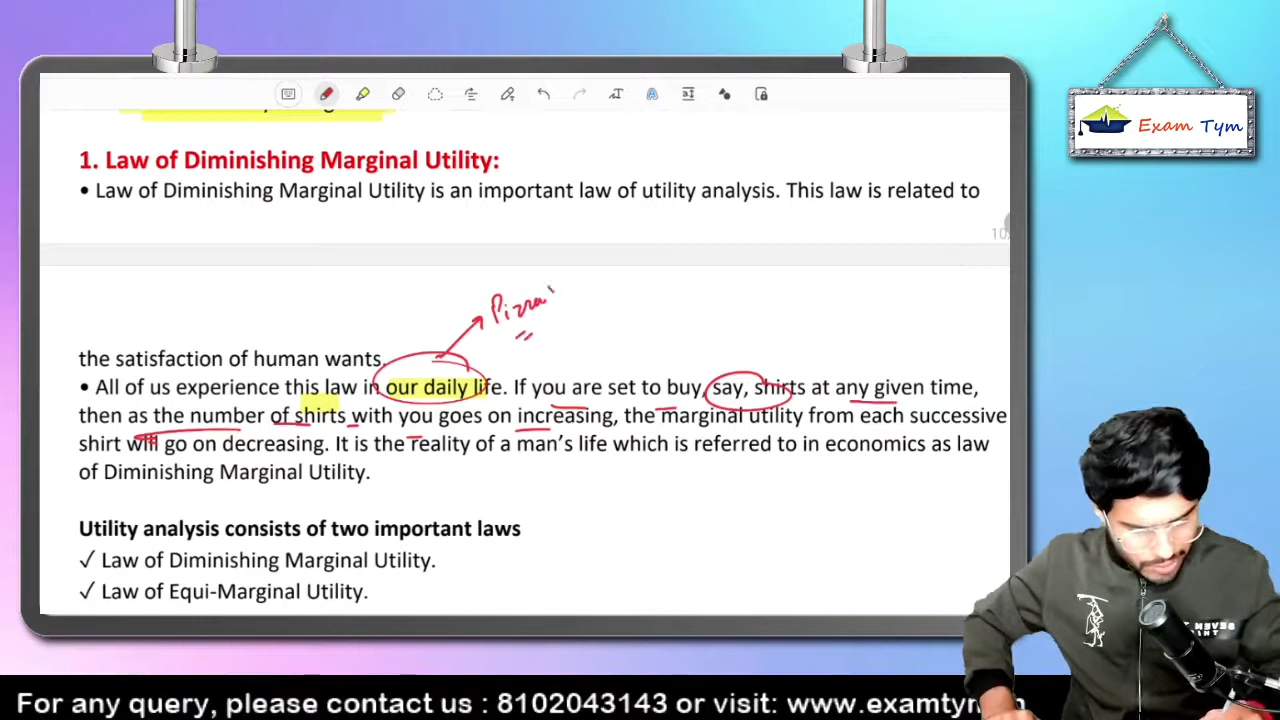 Exam Tym
1. Law of Diminishing Marginal Utility:
• Law of Diminishing Marginal Utility is an important law of utility analysis. This law is related to
10
Pizza
the satisfaction of human wants.
• All of us experience this law in our daily life. If you are set to buy, say, shirts at any given time,
then as the number of shirts with you goes on increasing, the marginal utility from each successive
shirt will go on decreasing. It is the reality of a man's life which is referred to in economics as law
of Diminishing Marginal Utility.
Utility analysis consists of two important laws
✓ Law of Diminishing Marginal Utility.
✓ Law of Equi-Marginal Utility.
For any query, please contact us : 8102043143 or visit: www.examtym